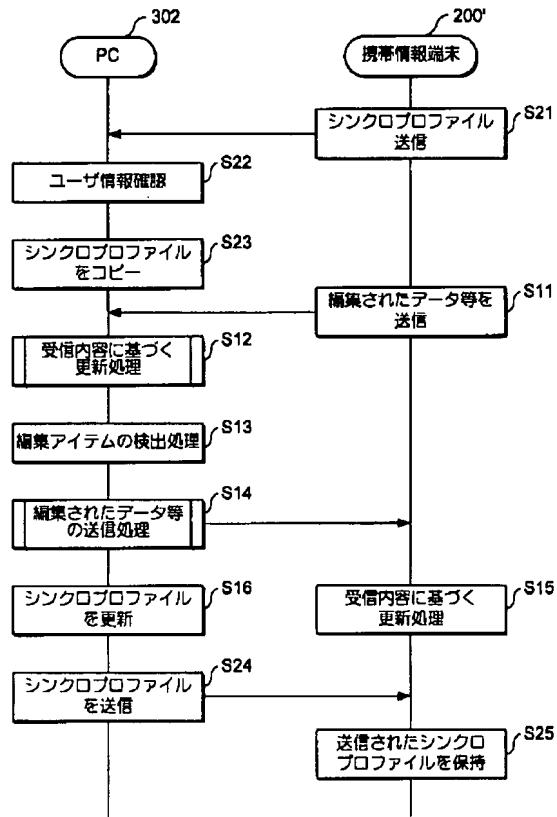 302
200'
PC
携帯情報端末
S21
シンクロプロファイル
送信
S22
ユーザ情報確認
S23
シンクロプロファイル
をコピー
S11
編集されたデータ等を
送信
S12
受信内容に基づく
更新処理
S13
編集アイテムの検出処理
S14
編集されたデータ等
の送信処理
S16
シンクロプロファイル
を更新
S15
受信内容に基づく
更新処理
S24
シンクロプロファイル
を送信
S25
送信されたシンクロ
プロファイルを保持